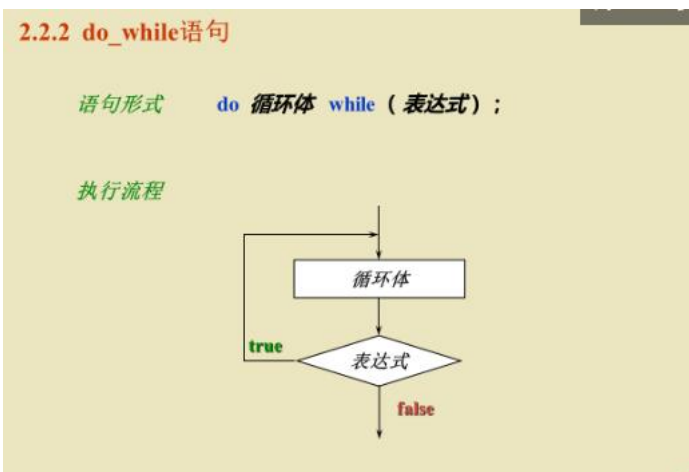 2.2.2 do_while语句
语句形式 do 循环体 while ( 表达式 ) ;
执行流程
循环体
true
表达式
false